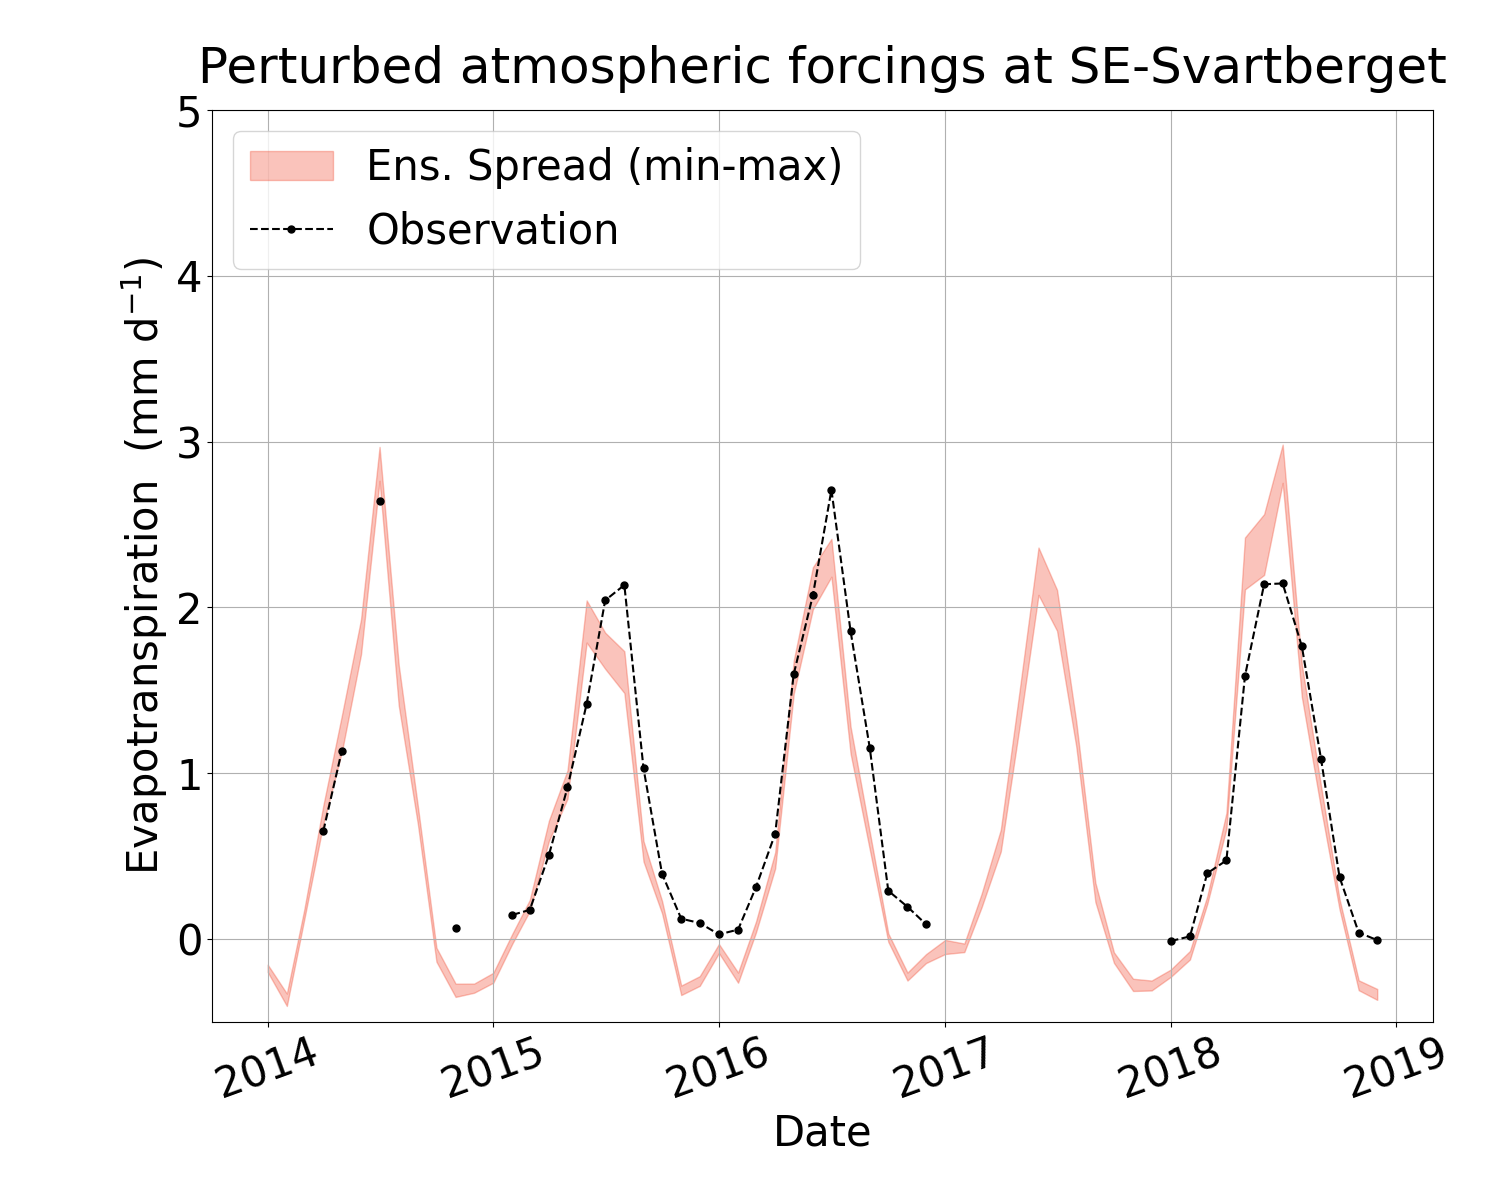 Perturbed atmospheric forcings at SE-Svartberget
5
4
3
2
1
0
Evapotranspiration (mm d⁻¹)
Ens. Spread (min-max)
Observation
2014
2015
2016
2017
2018
2019
Date